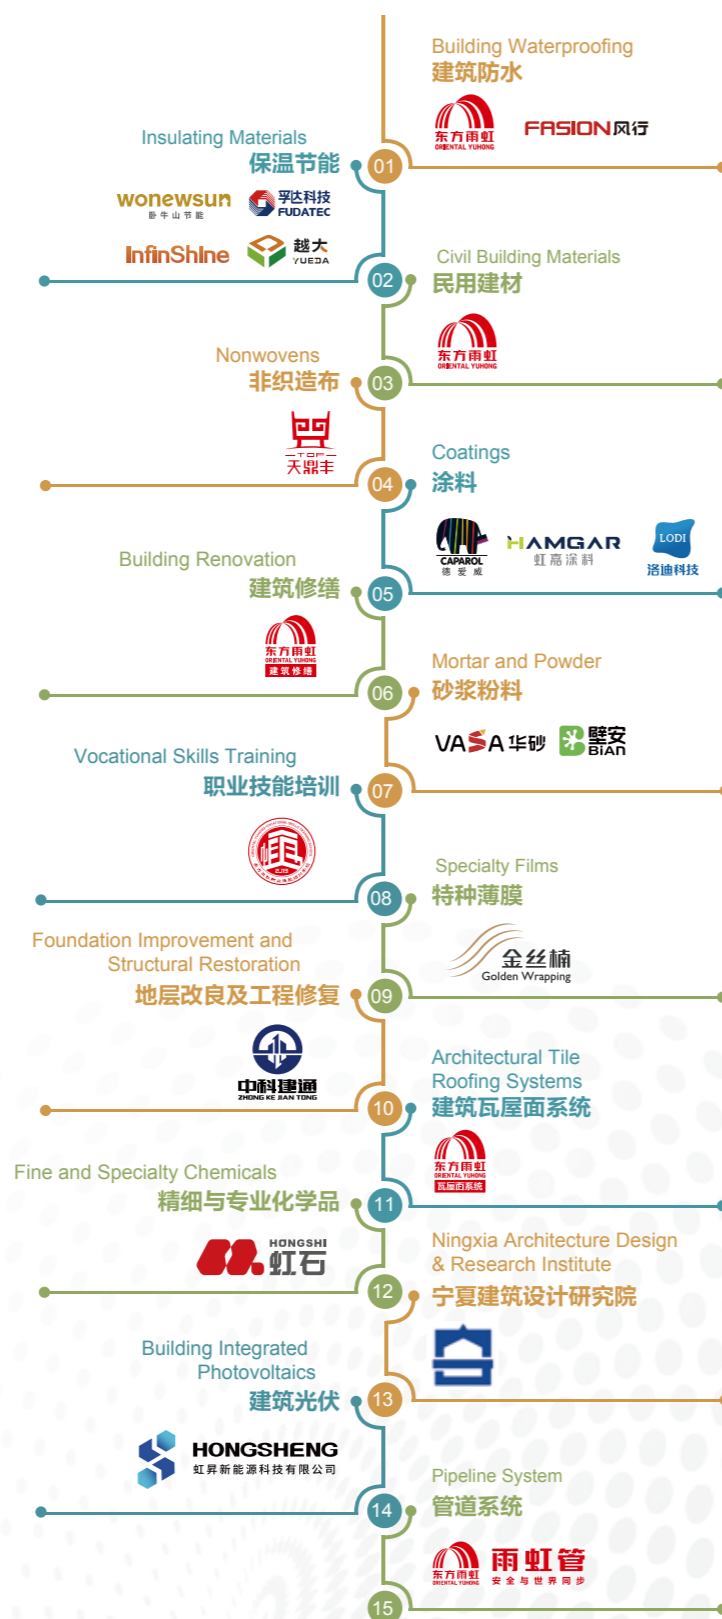 Building Waterproofing
建筑防水
东方雨虹
ORIENTAL YUHONG
FASION风行
01
Insulating Materials
保温节能
wonewsun
卧牛山节能
孚达科技
FUDATEC
InfinShine
越大
YUEDA
02
Civil Building Materials
民用建材
东方雨虹
ORIENTAL YUHONG
03
Nonwovens
非织造布
TOP
天鼎丰
04
Coatings
涂料
CAPAROL
德爱威
HAMGAR
虹嘉涂料
LODI
洛迪科技
05
Building Renovation
建筑修缮
东方雨虹
ORIENTAL YUHONG
建筑修缮
06
Mortar and Powder
砂浆粉料
VASA 华砂
壁安
BiAN
07
Vocational Skills Training
职业技能培训
08
Specialty Films
特种薄膜
金丝楠
Golden Wrapping
09
Foundation Improvement and
Structural Restoration
地层改良及工程修复
中科建通
ZHONG KE JIAN TONG
10
Architectural Tile
Roofing Systems
建筑瓦屋面系统
东方雨虹
ORIENTAL YUHONG
瓦屋面系统
11
Fine and Specialty Chemicals
精细与专业化学品
HONGSHI
虹石
12
Ningxia Architecture Design
& Research Institute
宁夏建筑设计研究院
13
Building Integrated
Photovoltaics
建筑光伏
HONGSHENG
虹昇新能源科技有限公司
14
Pipeline System
管道系统
东方雨虹
ORIENTAL YUHONG
雨虹管
安全与世界同步
15